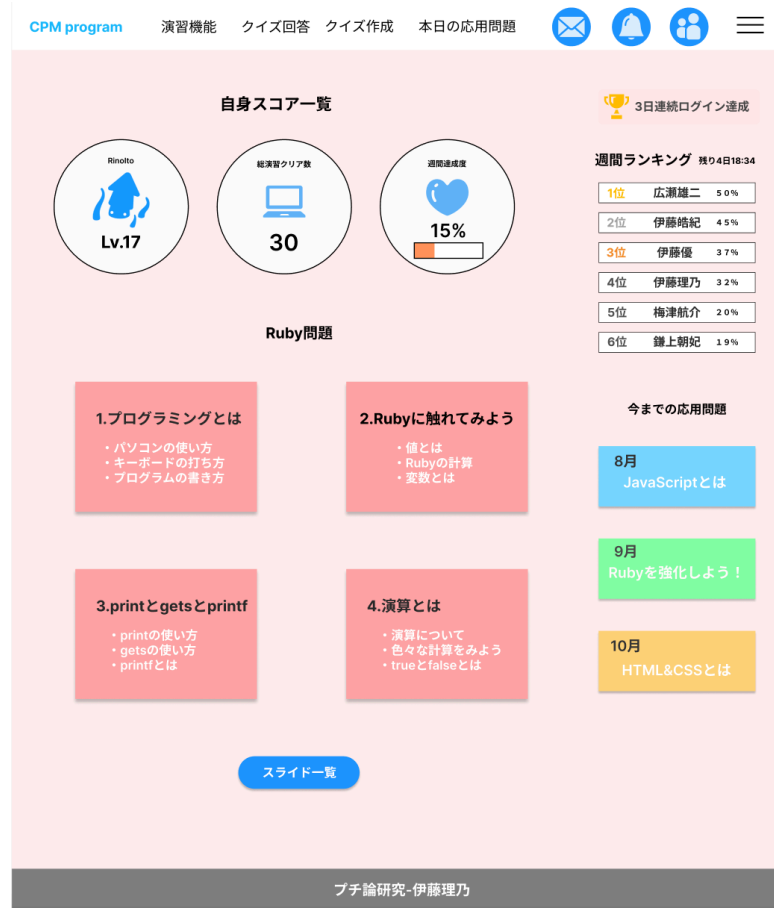 CPM program 演習機能 クイズ回答 クイズ作成 本日の応用問題
自身スコア一覧
Rinolto
Lv.17
総演習クリア数
30
週間達成度
15%
Ruby問題
1.プログラミングとは
・パソコンの使い方
・キーボードの打ち方
・プログラムの書き方
2.Rubyに触れてみよう
・値とは
・Rubyの計算
・変数とは
3.printとgetsとprintf
・printの使い方
・getsの使い方
・printfとは
4.演算とは
・演算について
・色々な計算をみよう
・trueとfalseとは
スライド一覧
3日連続ログイン達成
週間ランキング 残り4日18:34
1位 広瀬雄二 50%
2位 伊藤皓紀 45%
3位 伊藤優 37%
4位 伊藤理乃 32%
5位 梅津航介 20%
6位 鎌上朝妃 19%
今までの応用問題
8月
JavaScriptとは
9月
Rubyを強化しよう！
10月
HTML&CSSとは
プチ論研究-伊藤理乃